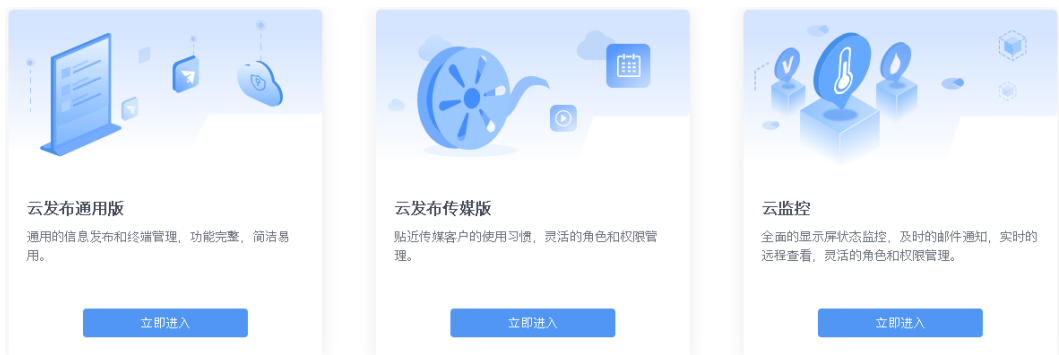 云发布通用版
通用的信息发布和终端管理，功能完整，简洁易
用。
立即进入
云发布传媒版
贴近传媒客户的使用习惯，灵活的角色和权限管
理。
立即进入
云监控
全面的显示屏状态监控，及时的邮件通知，实时的
远程查看，灵活的角色和权限管理。
立即进入